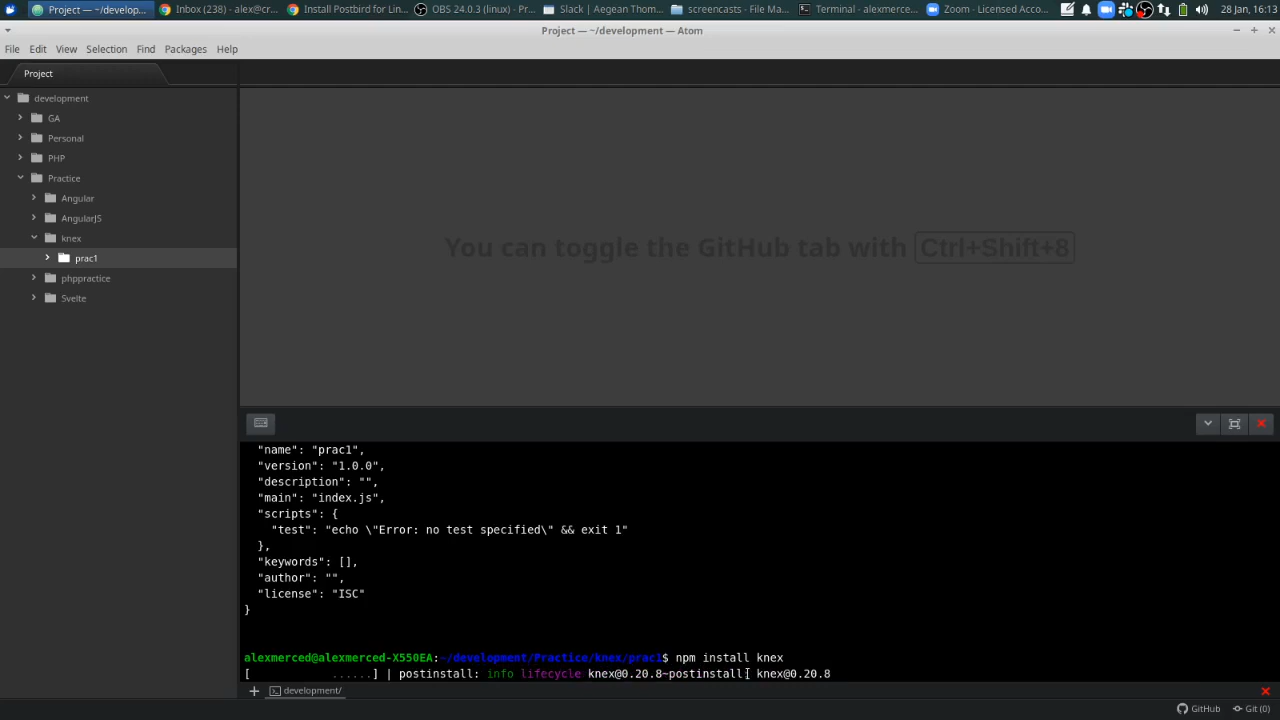 Project — ~/develop...
Inbox (238) - alex@cr...
Install Postbird for Lin...
OBS 24.0.3 (linux) - Pr...
Slack | Aegean Thom...
screencasts - File Ma...
Terminal - alexmerce...
Zoom - Licensed Acco...
28 Jan, 16:13
Project — ~/development — Atom
File Edit View Selection Find Packages Help
Project
development
GA
Personal
PHP
Practice
Angular
AngularJS
knex
prac1
phppractice
Svelte
You can toggle the GitHub tab with Ctrl+Shift+8
"name": "prac1",
"version": "1.0.0",
"description": "",
"main": "index.js",
"scripts": {
"test": "echo \"Error: no test specified\" && exit 1"
},
"keywords": [],
"author": "",
"license": "ISC"
}
alexmerced@alexmerced-X550EA:~/development/Practice/knex/prac1$ npm install knex
[ ......] | postinstall: info lifecycle knex@0.20.8~postinstall: knex@0.20.8
development/
GitHub Git (0)